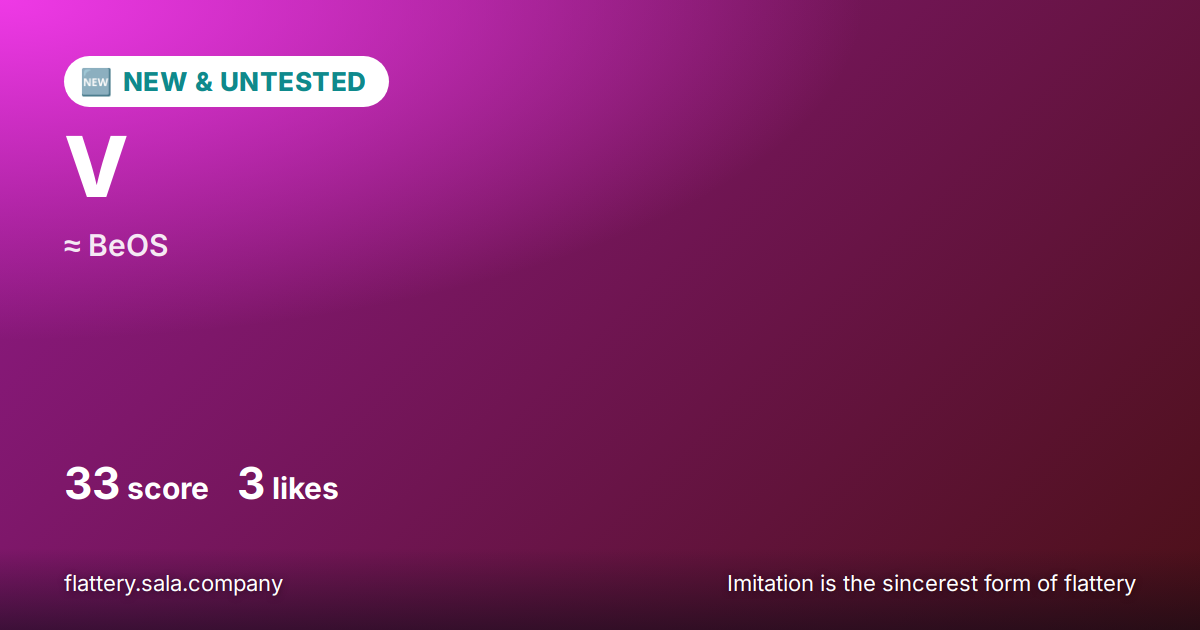 🆕 NEW & UNTESTED
V
≈ BeOS
33 score 3 likes
flattery.sala.company
Imitation is the sincerest form of flattery